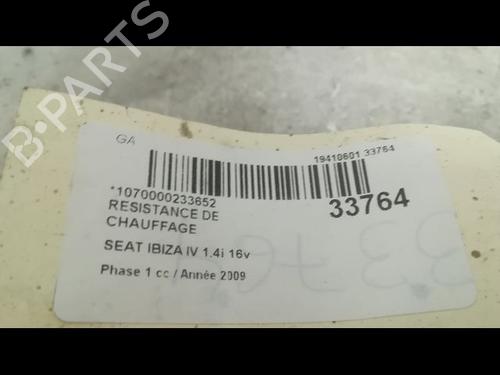 B-PARTS
GA
19410601 33764
*1070000233652
RESISTANCE DE
CHAUFFAGE
33764
SEAT IBIZA IV 1.4i 16v
Phase 1 cc / Année 2009